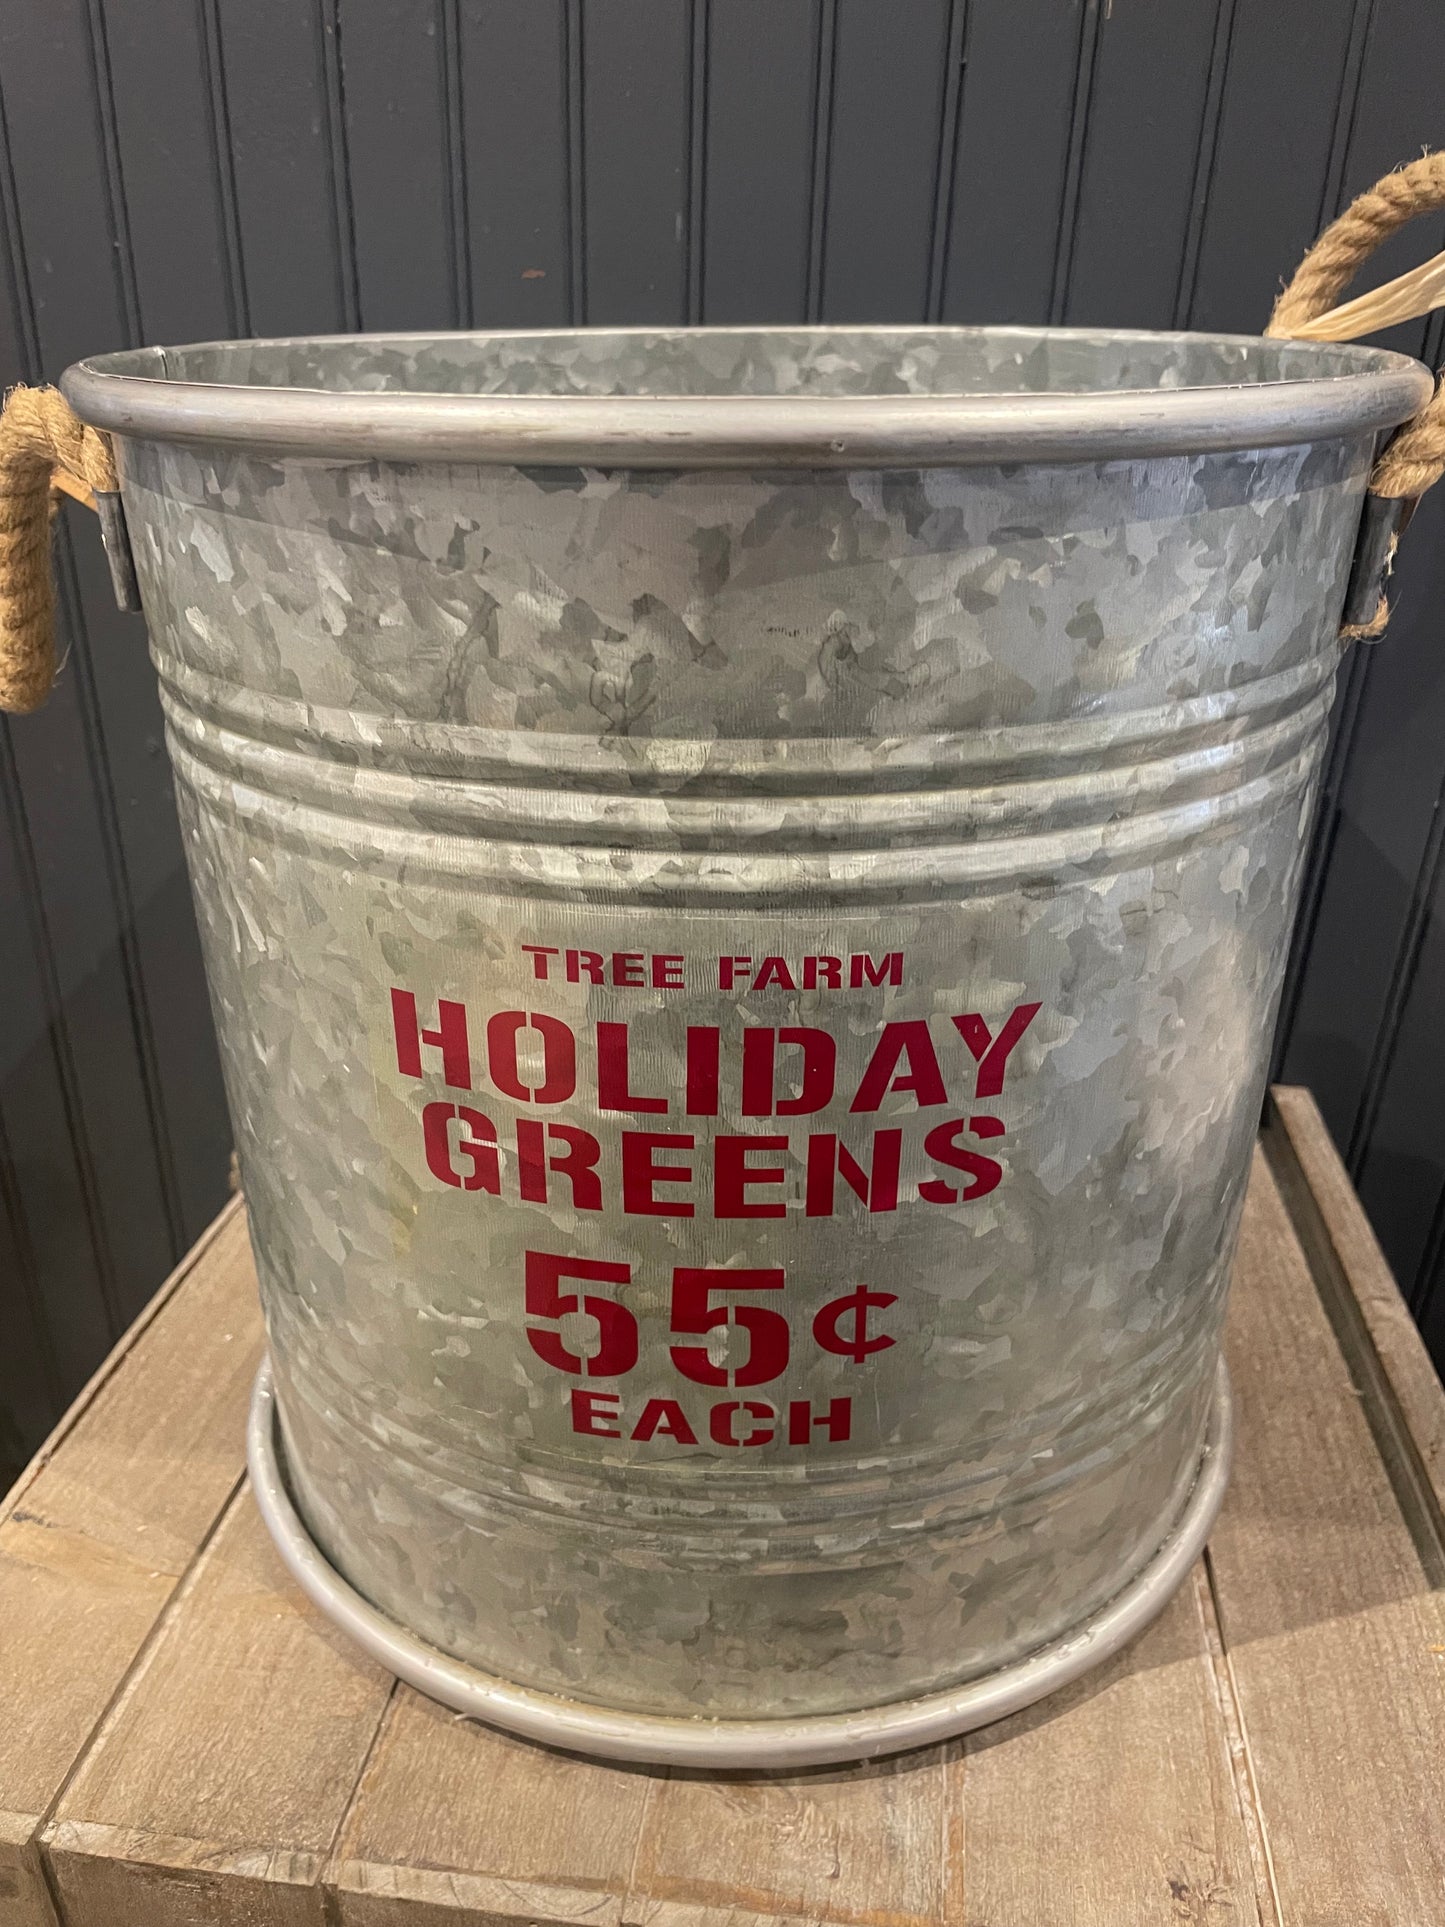 TREE FARM
HOLIDAY
GREENS
55¢
EACH